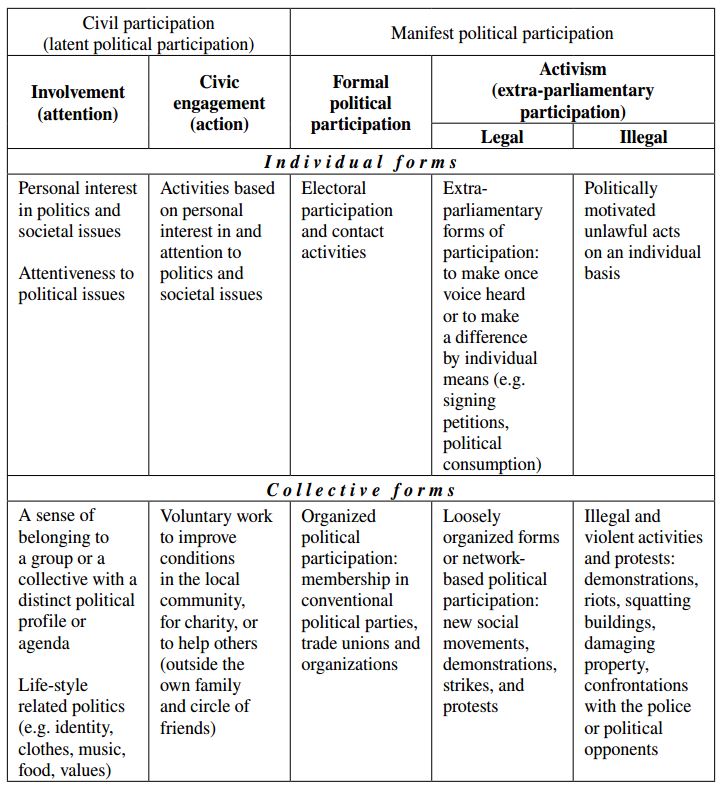 Civil participation
(latent political participation)
Manifest political participation
Involvement
(attention)
Civic
engagement
(action)
Formal
political
participation
Activism
(extra-parliamentary
participation)
Legal
Illegal
Individual forms
Personal interest
in politics and
societal issues
Attentiveness to
political issues
Activities based
on personal
interest in and
attention to
politics and
societal issues
Electoral
participation
and contact
activities
Extra-
parliamentary
forms of
participation:
to make once
voice heard
or to make
a difference
by individual
means (e.g.
signing
petitions,
political
consumption)
Politically
motivated
unlawful acts
on an individual
basis
Collective forms
A sense of
belonging to
a group or a
collective with a
distinct political
profile or
agenda
Life-style
related politics
(e.g. identity,
clothes, music,
food, values)
Voluntary work
to improve
conditions
in the local
community,
for charity, or
to help others
(outside the
own family
and circle of
friends)
Organized
political
participation:
membership in
conventional
political parties,
trade unions and
organizations
Loosely
organized forms
or network-
based political
participation:
new social
movements,
demonstrations,
strikes, and
protests
Illegal and
violent activities
and protests:
demonstrations,
riots, squatting
buildings,
damaging
property,
confrontations
with the police
or political
opponents